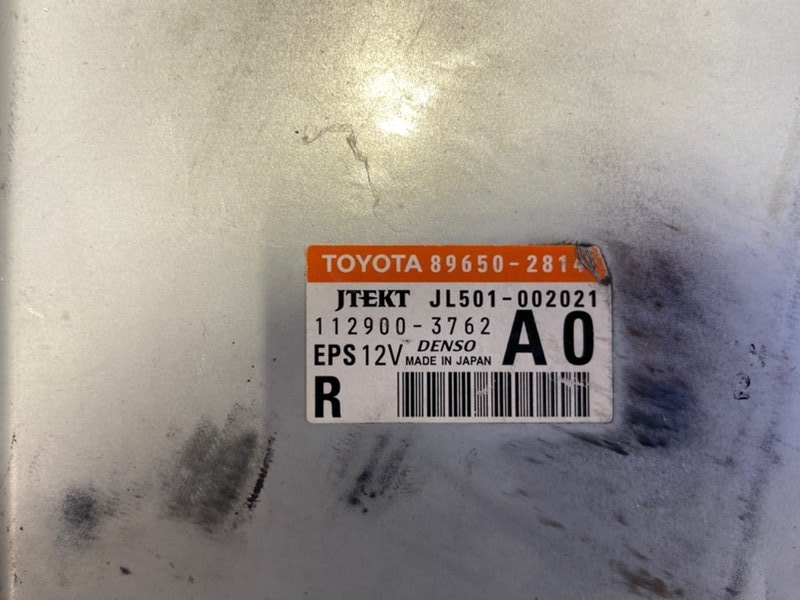 TOYOTA 89650-2814
JTEKT JL501-002021
112900-3762
A0
EPS 12V DENSO
MADE IN JAPAN
R